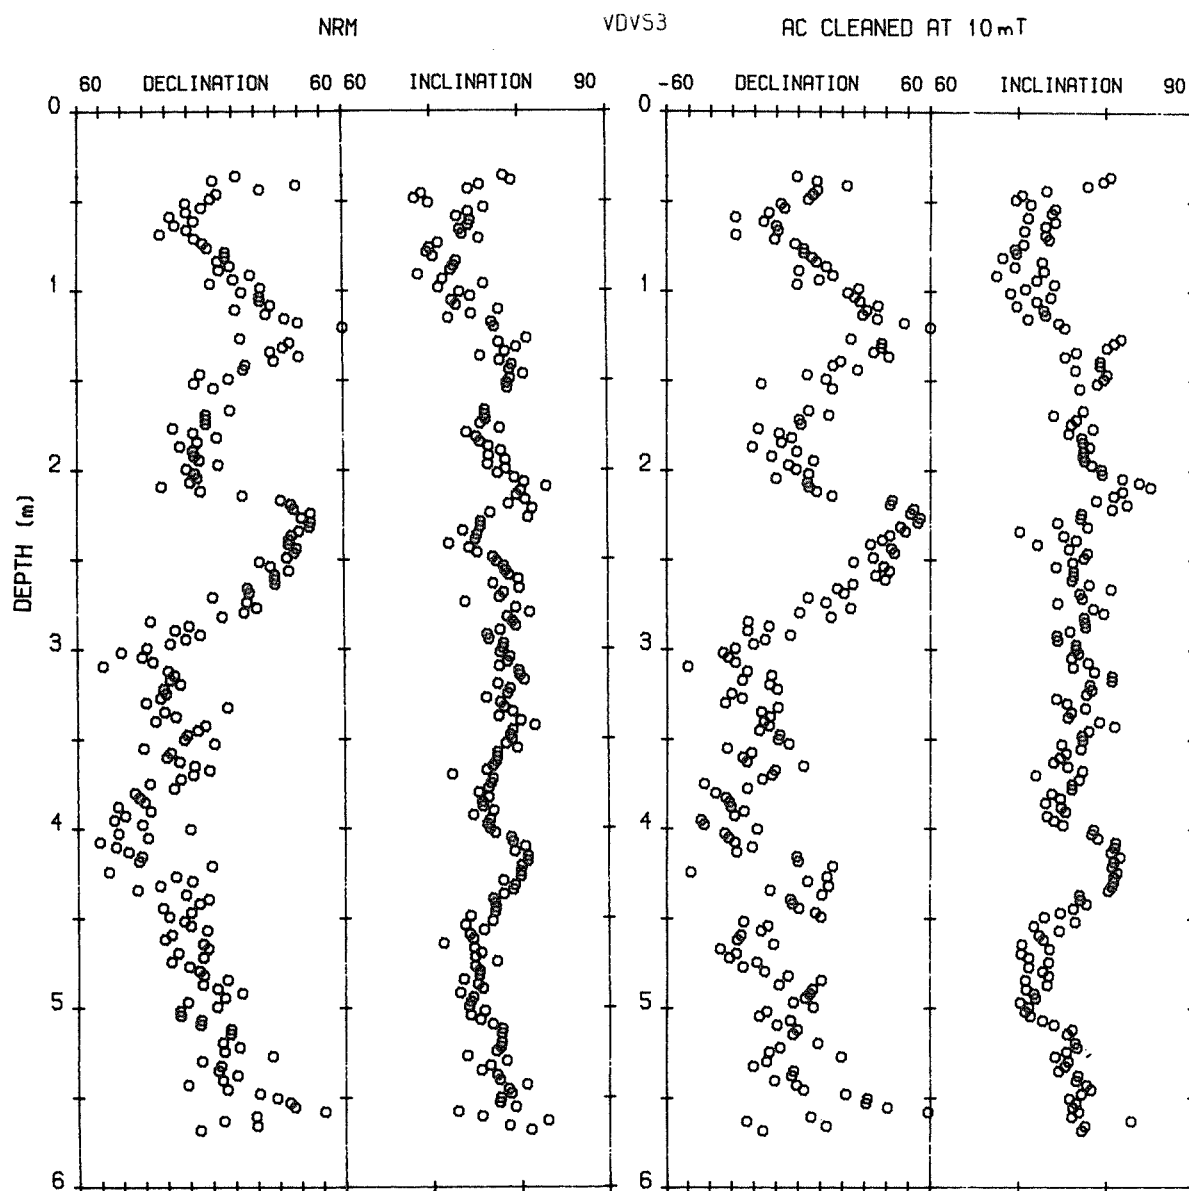 NRM VDVS3 AC CLEANED AT 10mT
60 DECLINATION 60 60 INCLINATION 90 -60 DECLINATION 60 60 INCLINATION 90
0 0
1 1
2 2
DEPTH (m)
3 3
4 4
5 5
6 6